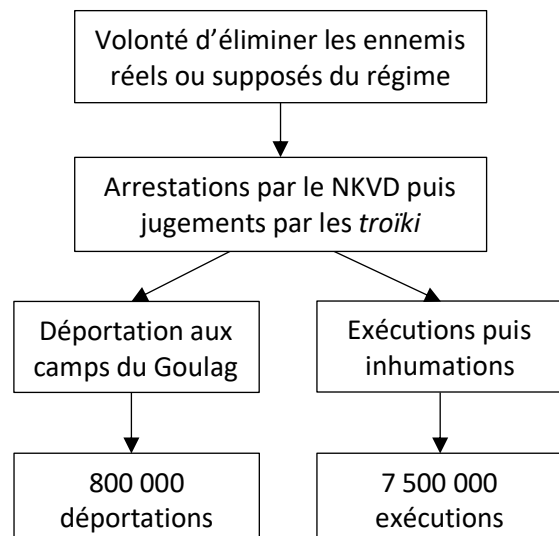 Volonté d’éliminer les ennemis
réels ou supposés du régime
Arrestations par le NKVD puis
jugements par les troïki
Déportation aux
camps du Goulag
Exécutions puis
inhumations
800 000
déportations
7 500 000
exécutions